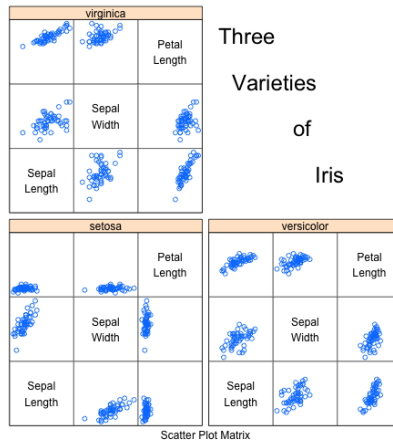 virginica
Petal
Length
Sepal
Width
Sepal
Length
Three
Varieties
of
Iris
setosa
Petal
Length
Sepal
Width
Sepal
Length
versicolor
Petal
Length
Sepal
Width
Sepal
Length
Scatter Plot Matrix